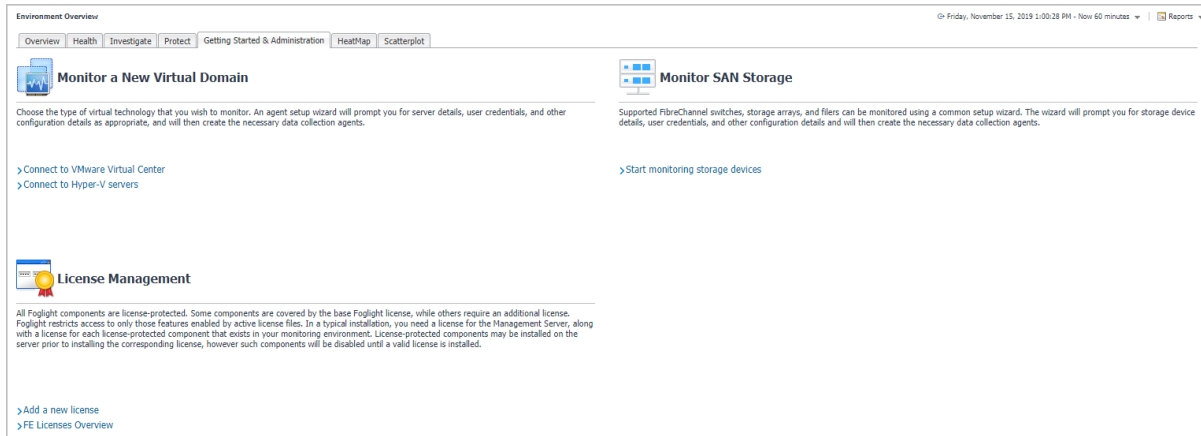 Environment Overview
Friday, November 15, 2019 1:00:28 PM - Now 60 minutes
Reports
Overview
Health
Investigate
Protect
Getting Started & Administration
HeatMap
Scatterplot
Monitor a New Virtual Domain
Choose the type of virtual technology that you wish to monitor. An agent setup wizard will prompt you for server details, user credentials, and other
configuration details as appropriate, and will then create the necessary data collection agents.
Connect to VMware Virtual Center
Connect to Hyper-V servers
Monitor SAN Storage
Supported FibreChannel switches, storage arrays, and filers can be monitored using a common setup wizard. The wizard will prompt you for storage device
details, user credentials, and other configuration details and will then create the necessary data collection agents.
Start monitoring storage devices
License Management
All Foglight components are license-protected. Some components are covered by the base Foglight license, while others require an additional license.
Foglight restricts access to only those features enabled by active license files. In a typical installation, you need a license for the Management Server, along
with a license for each license-protected component that exists in your monitoring environment. License-protected components may be installed on the
server prior to installing the corresponding license, however such components will be disabled until a valid license is installed.
Add a new license
FE Licenses Overview